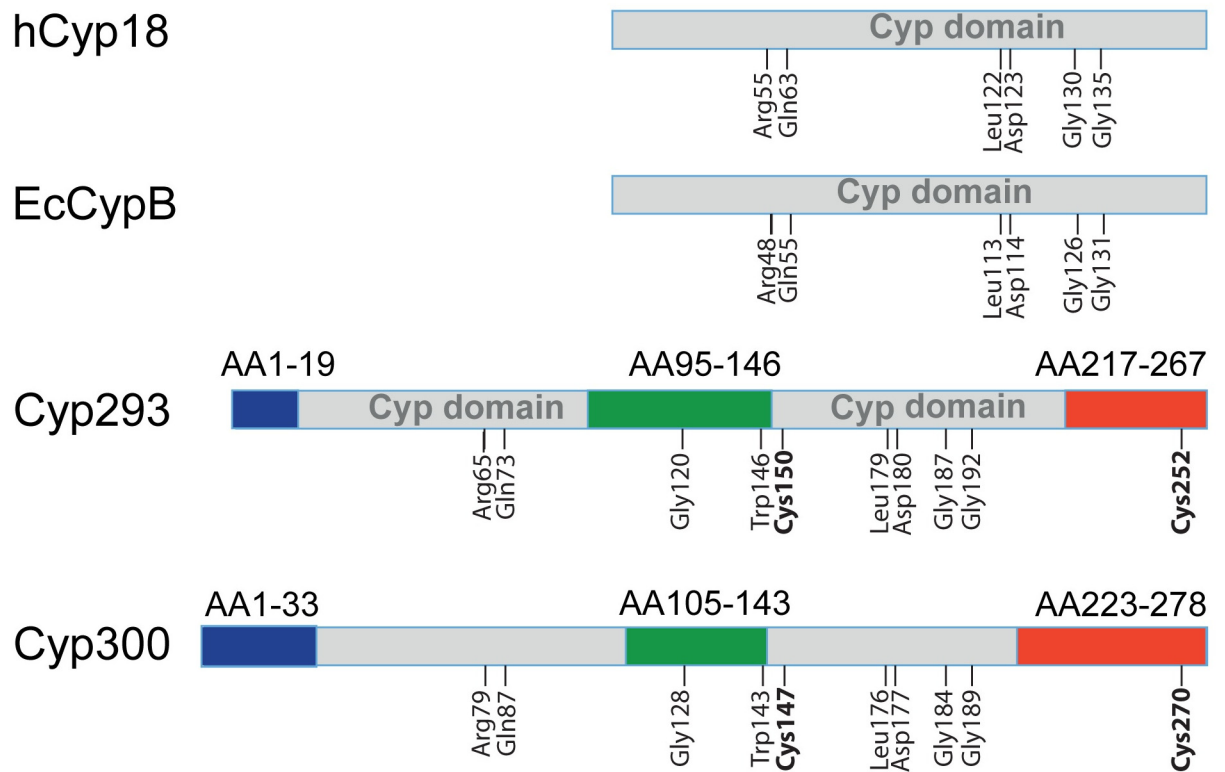 hCyp18
Cyp domain
Arg55
Gln63
Leu122
Asp123
Gly130
Gly135
EcCypB
Cyp domain
Arg48
Gln55
Leu113
Asp114
Gly126
Gly131
AA1-19
AA95-146
AA217-267
Cyp293
Cyp domain
Cyp domain
Arg65
Gln73
Gly120
Trp146
Cys150
Leu179
Asp180
Gly187
Gly192
Cys252
AA1-33
AA105-143
AA223-278
Cyp300
Arg79
Gln87
Gly128
Trp143
Cys147
Leu176
Asp177
Gly184
Gly189
Cys270